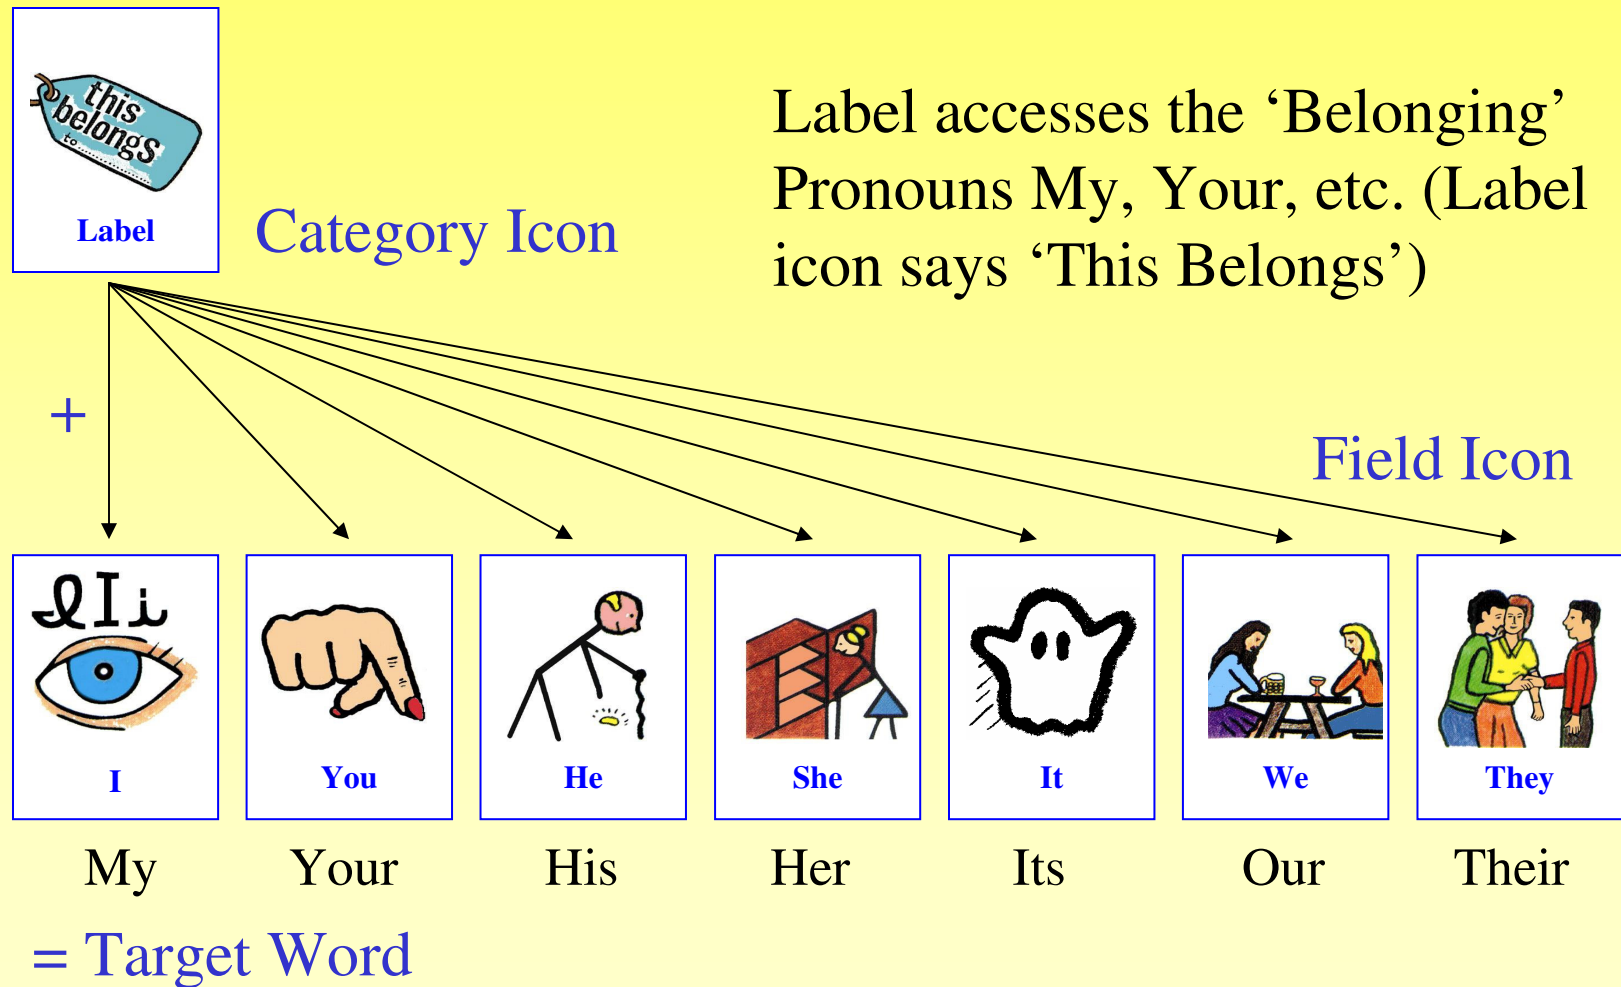 this
belongs
to
Label
Category Icon
Label accesses the ‘Belonging’
Pronouns My, Your, etc. (Label
icon says ‘This Belongs’)
+
Field Icon
I I i
I
You
He
She
It
We
They
My Your His Her Its Our Their
= Target Word